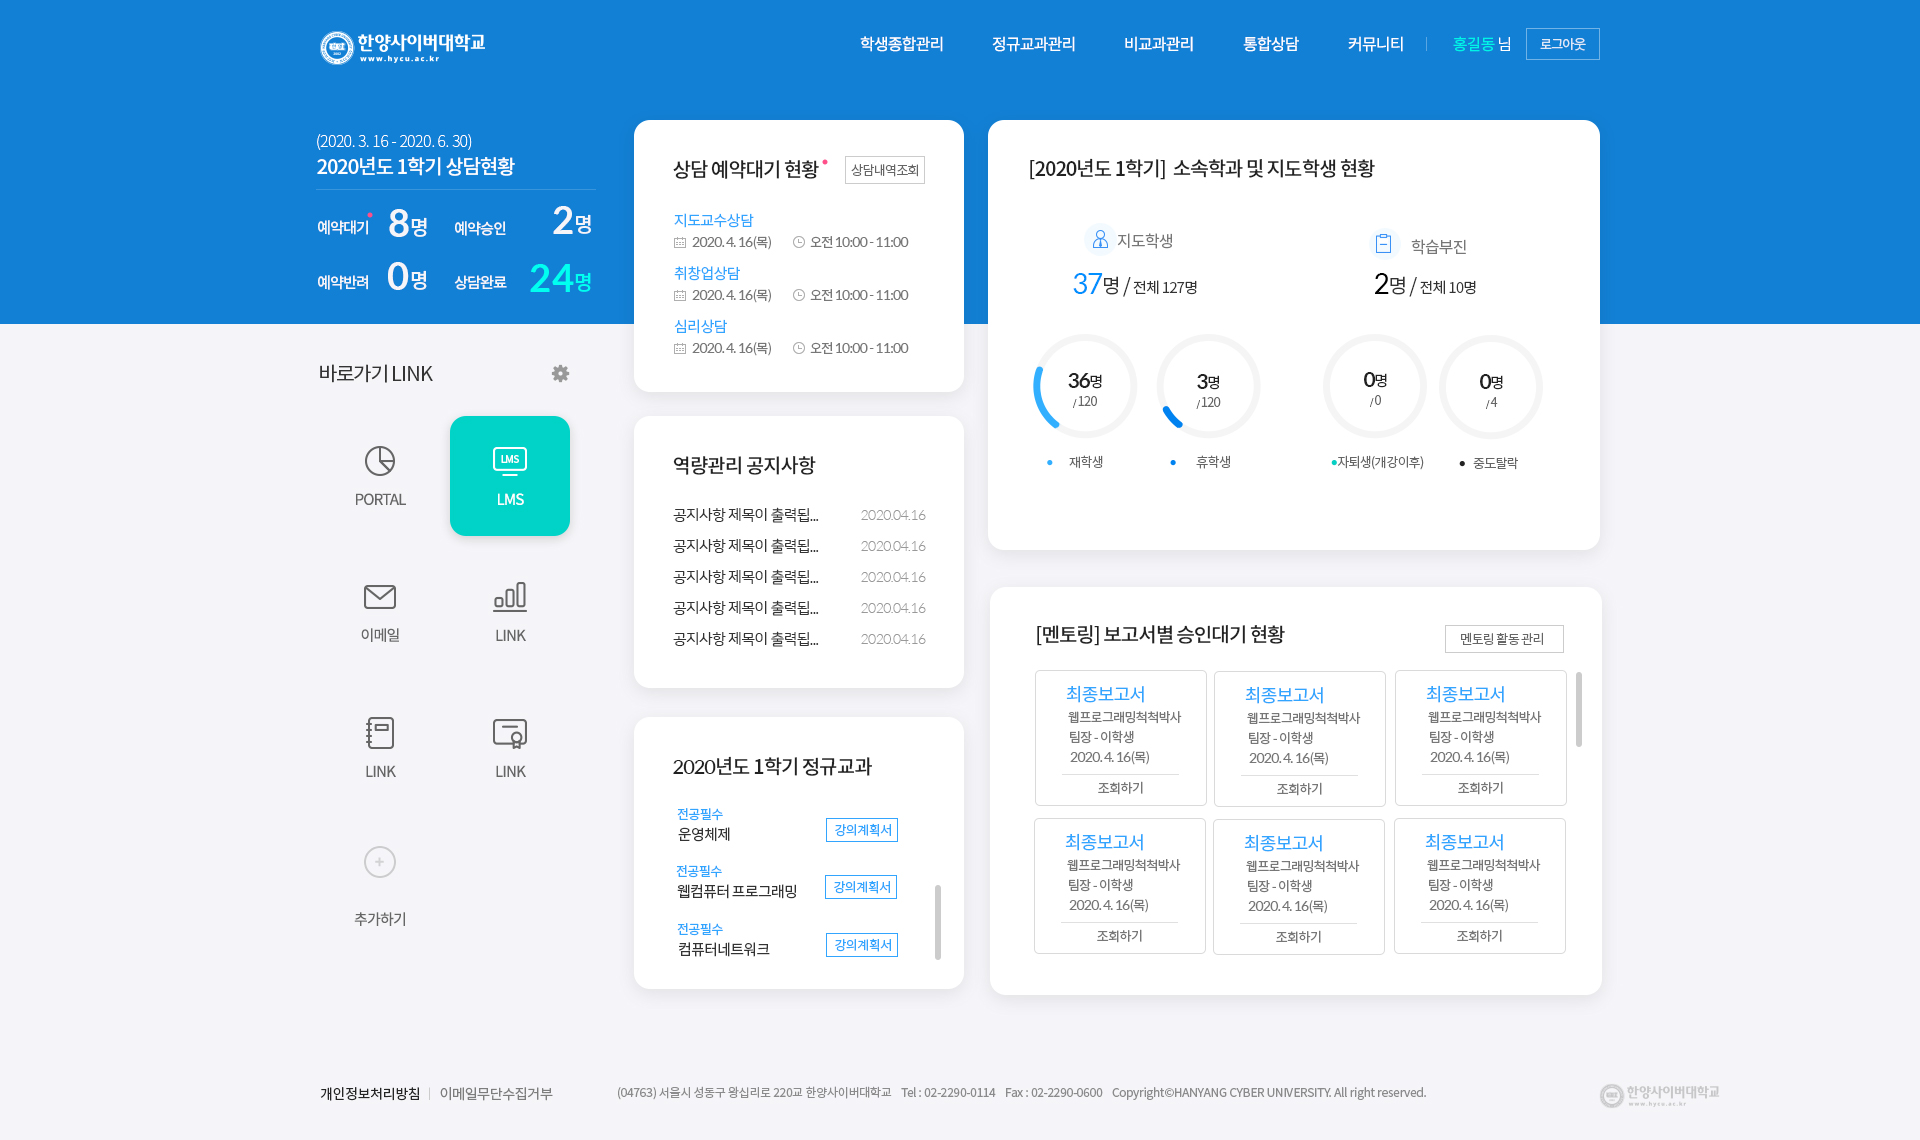 한양사이버대학교
www.hycu.ac.kr
학생종합관리 정규교과관리 비교과관리 통합상담 커뮤니티 홍길동 님 로그아웃
(2020. 3. 16 - 2020. 6. 30)
2020년도 1학기 상담현황
예약대기 8명 예약승인 2명
예약반려 0명 상담완료 24명
바로가기 LINK
PORTAL
LMS
LMS
이메일
LINK
LINK
LINK
추가하기
상담 예약대기 현황 상담내역조회
지도교수상담
2020. 4. 16(목) 오전 10:00 - 11:00
취창업상담
2020. 4. 16(목) 오전 10:00 - 11:00
심리상담
2020. 4. 16(목) 오전 10:00 - 11:00
역량관리 공지사항
공지사항 제목이 출력됩... 2020.04.16
공지사항 제목이 출력됩... 2020.04.16
공지사항 제목이 출력됩... 2020.04.16
공지사항 제목이 출력됩... 2020.04.16
공지사항 제목이 출력됩... 2020.04.16
2020년도 1학기 정규교과
전공필수
운영체제 강의계획서
전공필수
웹컴퓨터 프로그래밍 강의계획서
전공필수
컴퓨터네트워크 강의계획서
[2020년도 1학기] 소속학과 및 지도학생 현황
지도학생
37명 / 전체 127명
학습부진
2명 / 전체 10명
36명
/ 120
재학생
3명
/ 120
휴학생
0명
/ 0
자퇴생(개강이후)
0명
/ 4
중도탈락
[멘토링] 보고서별 승인대기 현황 멘토링 활동 관리
최종보고서
웹프로그래밍척척박사
팀장 - 이학생
2020. 4. 16(목)
조회하기
최종보고서
웹프로그래밍척척박사
팀장 - 이학생
2020. 4. 16(목)
조회하기
최종보고서
웹프로그래밍척척박사
팀장 - 이학생
2020. 4. 16(목)
조회하기
최종보고서
웹프로그래밍척척박사
팀장 - 이학생
2020. 4. 16(목)
조회하기
최종보고서
웹프로그래밍척척박사
팀장 - 이학생
2020. 4. 16(목)
조회하기
최종보고서
웹프로그래밍척척박사
팀장 - 이학생
2020. 4. 16(목)
조회하기
개인정보처리방침 이메일무단수집거부 (04763) 서울시 성동구 왕십리로 220교 한양사이버대학교 Tel : 02-2290-0114 Fax : 02-2290-0600 Copyright©HANYANG CYBER UNIVERSITY. All right reserved.
한양사이버대학교
www.hycu.ac.kr